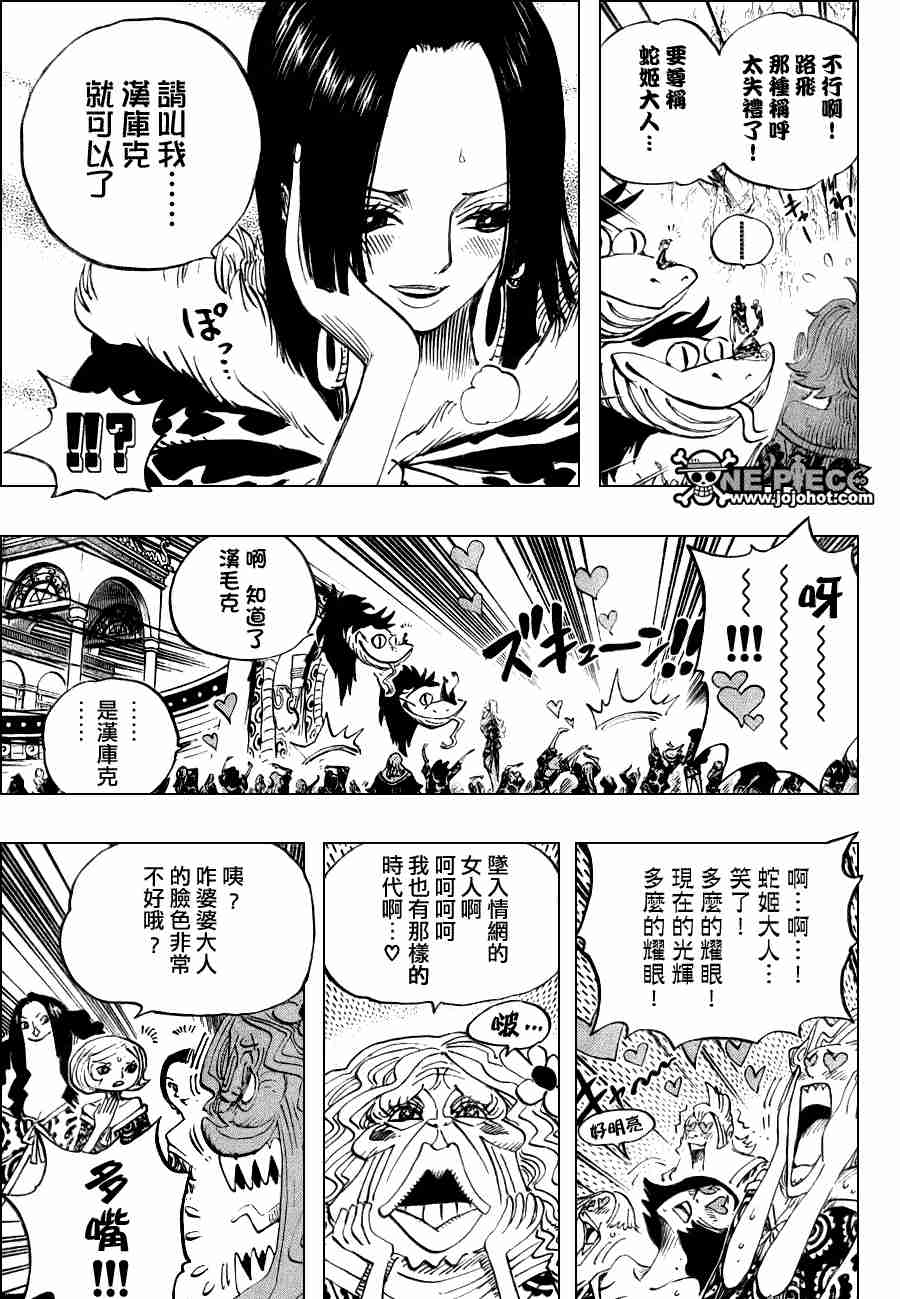 不行啊！
路飛
那種稱呼
太失禮了！
要尊稱
蛇姬大人…
…………
キャー
わー
請叫我……
漢庫克
就可以了
ぽっ…
!!?
ONE PIECE
www.jojohot.com
呀
～～～～
～～～～
!!!
ズキューーン!!
啊 知道了
漢毛克
……
是漢庫克
……
啊…啊…！
蛇姬大人…
笑了！
多麼的耀眼！
現在的光輝
多麼的耀眼！
好明亮
墜入情網的
女人啊
呵呵呵呵
我也有那樣的
時代啊…♡
啵…
咦？
咋婆婆大人
的臉色非常
不好哦？
多嘴!!!